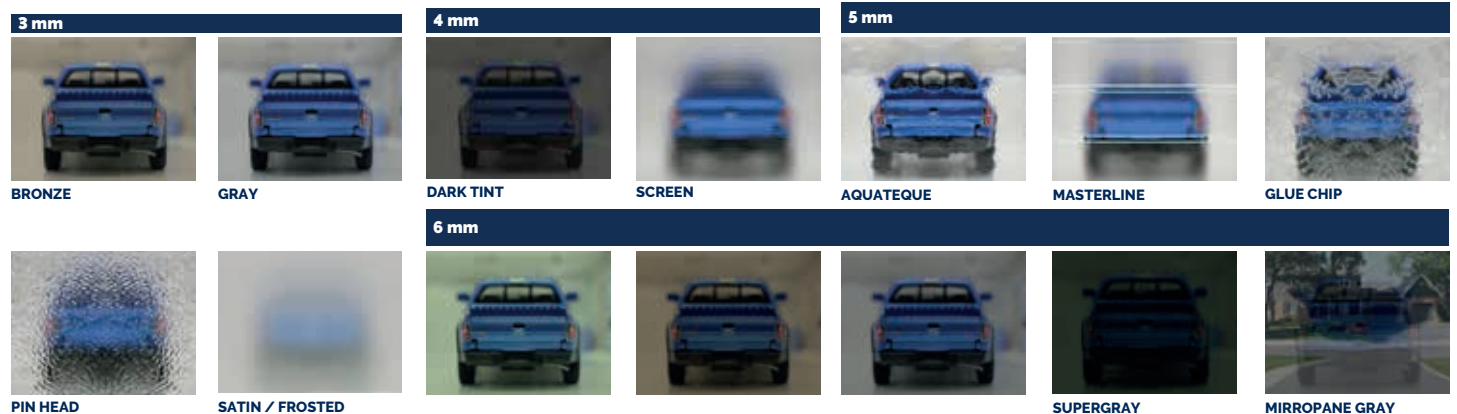 3 mm
4 mm
5 mm
BRONZE
GRAY
DARK TINT
SCREEN
AQUATEQUE
MASTERLINE
GLUE CHIP
6 mm
PIN HEAD
SATIN / FROSTED
SUPERGRAY
MIRROPANE GRAY